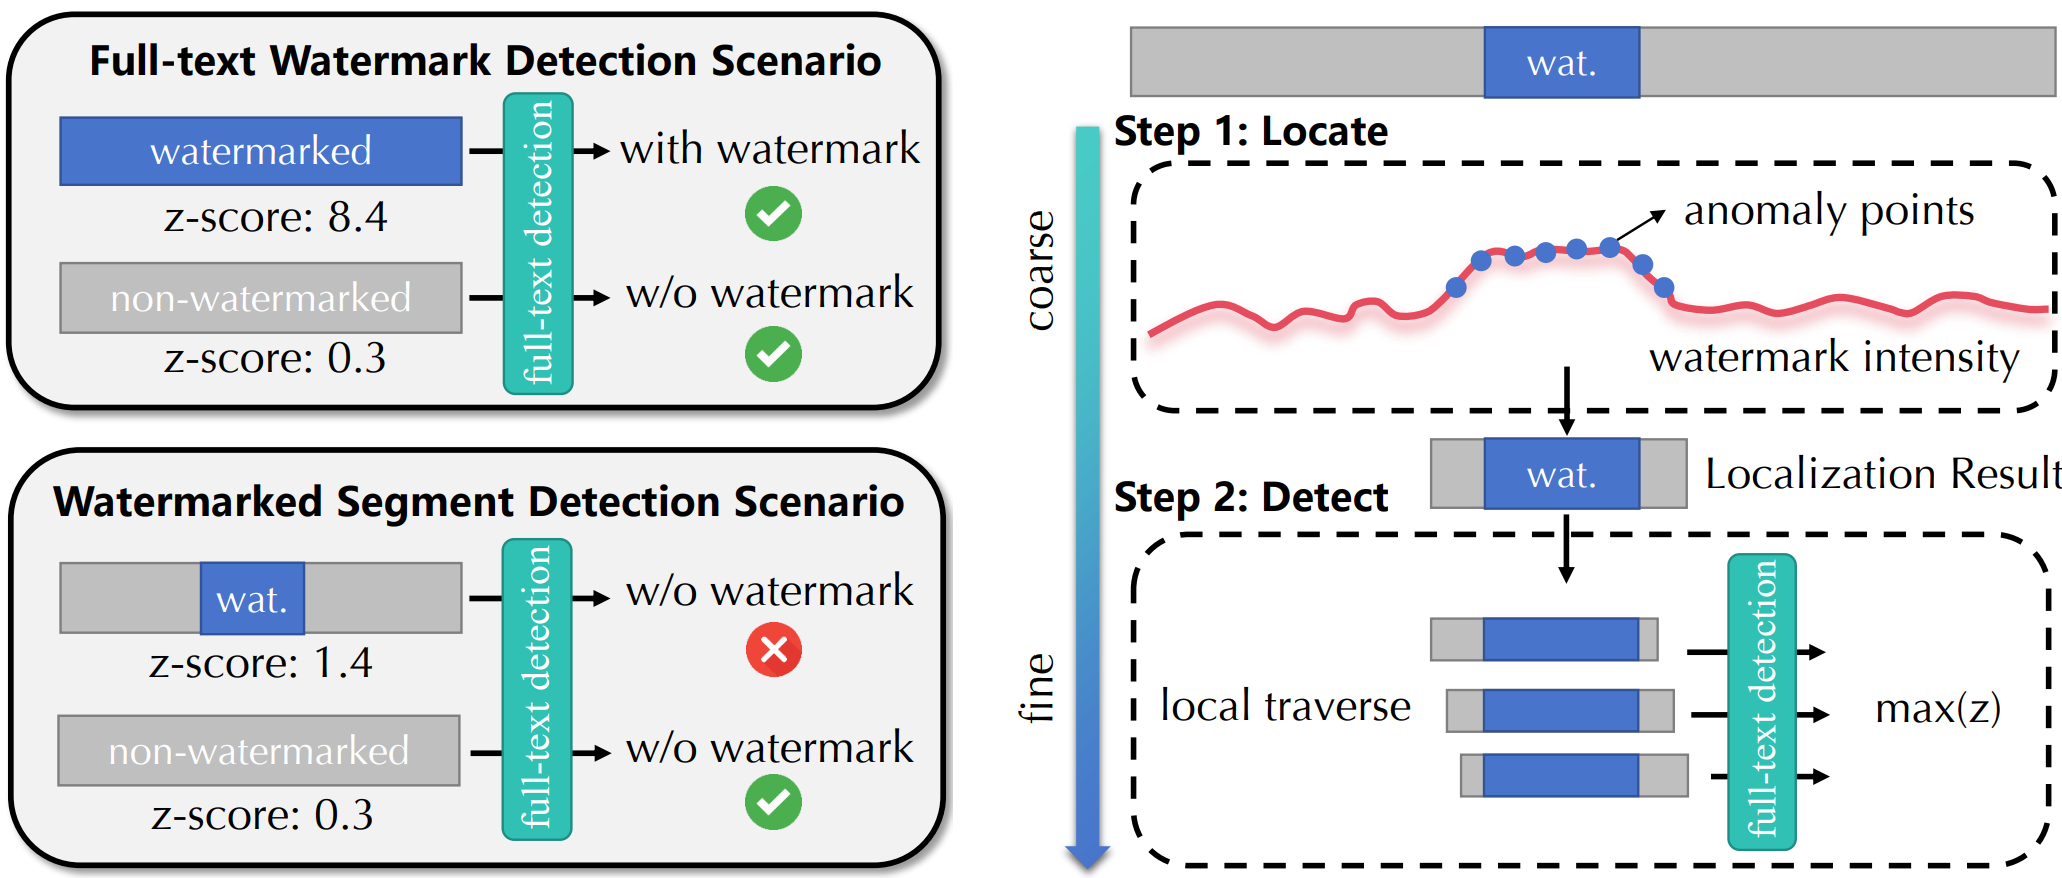 Full-text Watermark Detection Scenario
watermarked
z-score: 8.4
full-text detection
with watermark
non-watermarked
z-score: 0.3
w/o watermark
Watermarked Segment Detection Scenario
wat.
z-score: 1.4
full-text detection
w/o watermark
non-watermarked
z-score: 0.3
w/o watermark
wat.
coarse
fine
Step 1: Locate
anomaly points
watermark intensity
wat.
Localization Result
Step 2: Detect
local traverse
full-text detection
max(z)